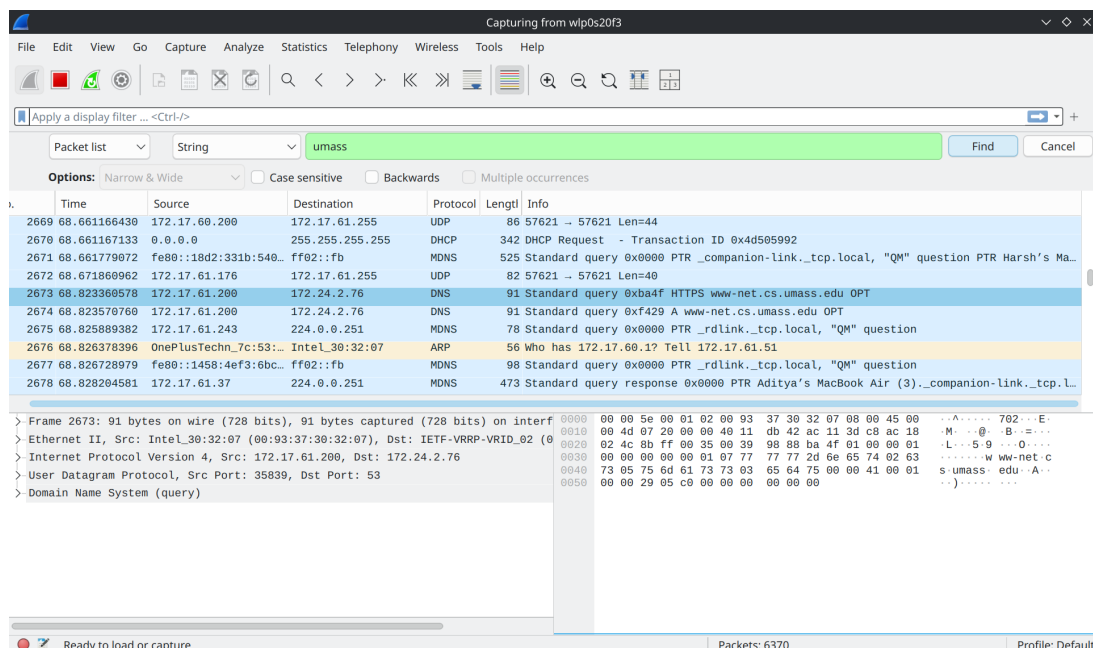 Capturing from wlp0s20f3
File Edit View Go Capture Analyze Statistics Telephony Wireless Tools Help
Apply a display filter ... <Ctrl-/>
Packet list String umass Find Cancel
Options: Narrow & Wide Case sensitive Backwards Multiple occurrences
Time Source Destination Protocol Lengtl Info
2669 68.661166430 172.17.60.200 172.17.61.255 UDP 86 57621 → 57621 Len=44
2670 68.661167133 0.0.0.0 255.255.255.255 DHCP 342 DHCP Request - Transaction ID 0x4d505992
2671 68.661779072 fe80::18d2:331b:540… ff02::fb MDNS 525 Standard query 0x0000 PTR _companion-link._tcp.local, "QM" question PTR Harsh's Ma…
2672 68.671860962 172.17.61.176 172.17.61.255 UDP 82 57621 → 57621 Len=40
2673 68.823360578 172.17.61.200 172.24.2.76 DNS 91 Standard query 0xba4f HTTPS www-net.cs.umass.edu OPT
2674 68.823570760 172.17.61.200 172.24.2.76 DNS 91 Standard query 0xf429 A www-net.cs.umass.edu OPT
2675 68.825889382 172.17.61.243 224.0.0.251 MDNS 78 Standard query 0x0000 PTR _rdlink._tcp.local, "QM" question
2676 68.826378396 OnePlusTechn_7c:53:… Intel_30:32:07 ARP 56 Who has 172.17.60.1? Tell 172.17.61.51
2677 68.826728979 fe80::1458:4ef3:6bc… ff02::fb MDNS 98 Standard query 0x0000 PTR _rdlink._tcp.local, "QM" question
2678 68.828204581 172.17.61.37 224.0.0.251 MDNS 473 Standard query response 0x0000 PTR Aditya's MacBook Air (3)._companion-link._tcp.l…
Frame 2673: 91 bytes on wire (728 bits), 91 bytes captured (728 bits) on interf
Ethernet II, Src: Intel_30:32:07 (00:93:37:30:32:07), Dst: IETF-VRRP-VRID_02 (0
Internet Protocol Version 4, Src: 172.17.61.200, Dst: 172.24.2.76
User Datagram Protocol, Src Port: 35839, Dst Port: 53
Domain Name System (query)
0000 00 00 5e 00 01 02 00 93 37 30 32 07 08 00 45 00 ··^····· 702···E·
0010 00 4d 07 20 00 00 40 11 db 42 ac 11 3d c8 ac 18 ·M· ··@· ·B··=···
0020 02 4c 8b ff 00 35 00 39 98 88 ba 4f 01 00 00 01 ·L···5·9 ···O····
0030 00 00 00 00 00 01 07 77 77 77 2d 6e 65 74 02 63 ·······w ww-net·c
0040 73 05 75 6d 61 73 73 03 65 64 75 00 00 41 00 01 s·umass· edu··A··
0050 00 00 29 05 c0 00 00 00 00 00 00 ··)····· ···
Ready to load or capture Packets: 6370 Profile: Default